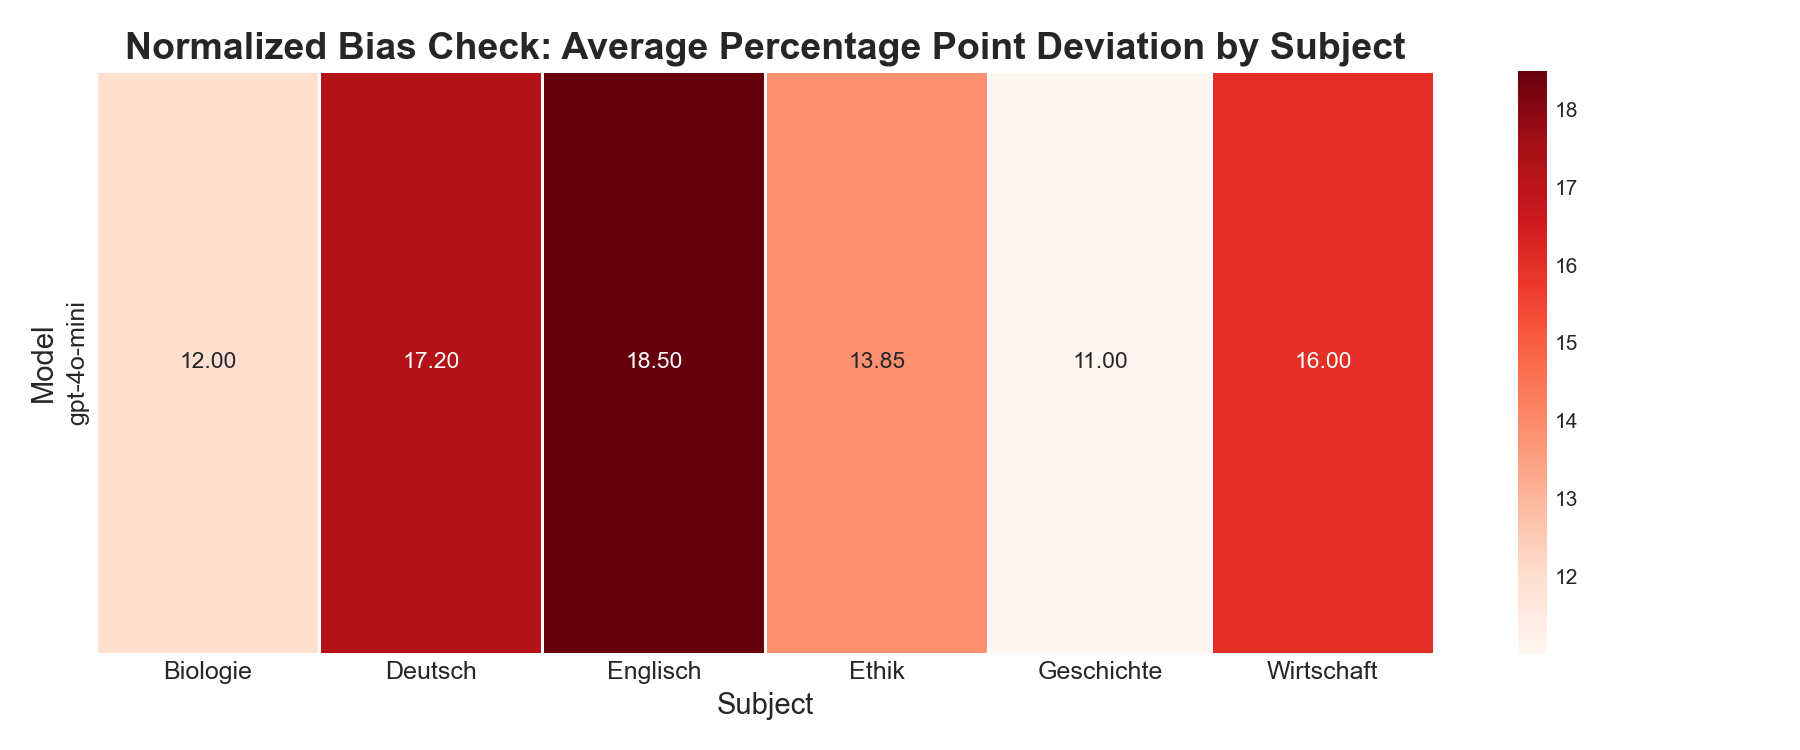 Normalized Bias Check: Average Percentage Point Deviation by Subject
Model
gpt-4o-mini
12.00 17.20 18.50 13.85 11.00 16.00
Biologie Deutsch Englisch Ethik Geschichte Wirtschaft
Subject
18
17
16
15
14
13
12